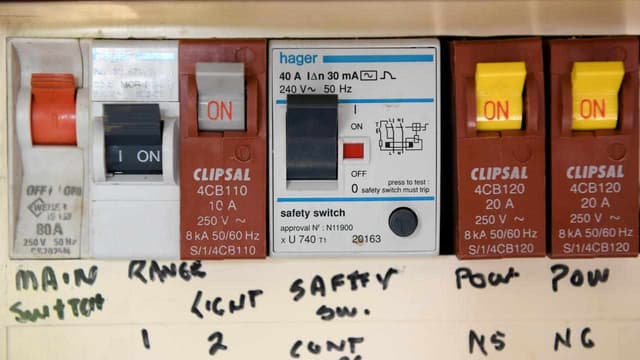 OFF / ON
80A
250 V 50 Hz
I ON
ON
CLIPSAL
4CB110
10 A
250 V ~
8 kA 50/60 Hz
S/1/4CB110
hager
40 A IΔn 30 mA
240 V ~ 50 Hz
I
ON
OFF
O
press to test :
safety switch must trip
safety switch
approval N° : N11900
x U 740 T1 20163
ON
CLIPSAL
4CB120
20 A
250 V ~
8 kA 50/60 Hz
S/1/4CB120
ON
CLIPSAL
4CB120
20 A
250 V ~
8 kA 50/60 Hz
S/1/4CB120
MAIN
SWITCH
RANGE
1
LIGHT
2
SAFETY
SW.
CONT
POW
N5
POW
N6